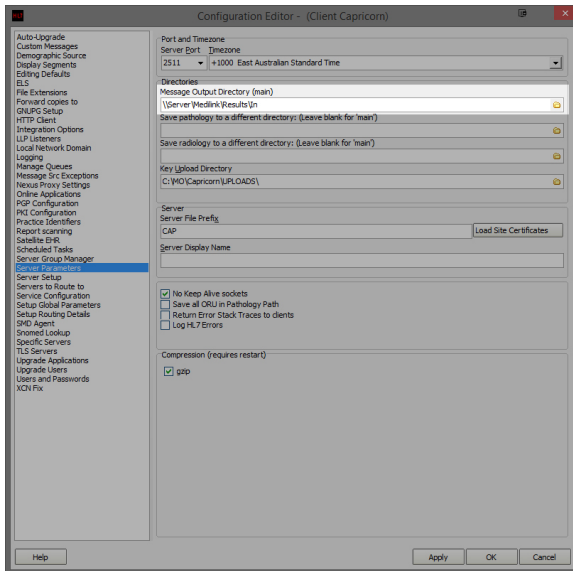 Configuration Editor - (Client Capricorn)
Auto-Upgrade
Custom Messages
Demographic Source
Display Segments
Editing Defaults
ELS
File Extensions
Forward copies to
GNUPG Setup
HTTP Client
Integration Options
LLP Listeners
Local Network Domain
Logging
Manage Queues
Message Src Exceptions
Nexus Proxy Settings
Online Applications
PGP Configuration
PKI Configuration
Practice Identifiers
Report scanning
Satellite EHR
Scheduled Tasks
Server Group Manager
Server Parameters
Server Setup
Servers to Route to
Service Configuration
Setup Global Parameters
Setup Routing Details
SMD Agent
Snomed Lookup
Specific Servers
TLS Servers
Upgrade Applications
Upgrade Users
Users and Passwords
XCN Fix
Port and Timezone
Server Port Timezone
2511 +1000 East Australian Standard Time
Directories
Message Output Directory (main)
\\Server\Medilink\Results\In
Save pathology to a different directory: (Leave blank for 'main')
Save radiology to a different directory: (Leave blank for 'main')
Key Upload Directory
C:\MO\Capricorn\UPLOADS\
Server
Server File Prefix
CAP Load Site Certificates
Server Display Name
No Keep Alive sockets
Save all ORU in Pathology Path
Return Error Stack Traces to clients
Log HL7 Errors
Compression (requires restart)
gzip
Help Apply OK Cancel